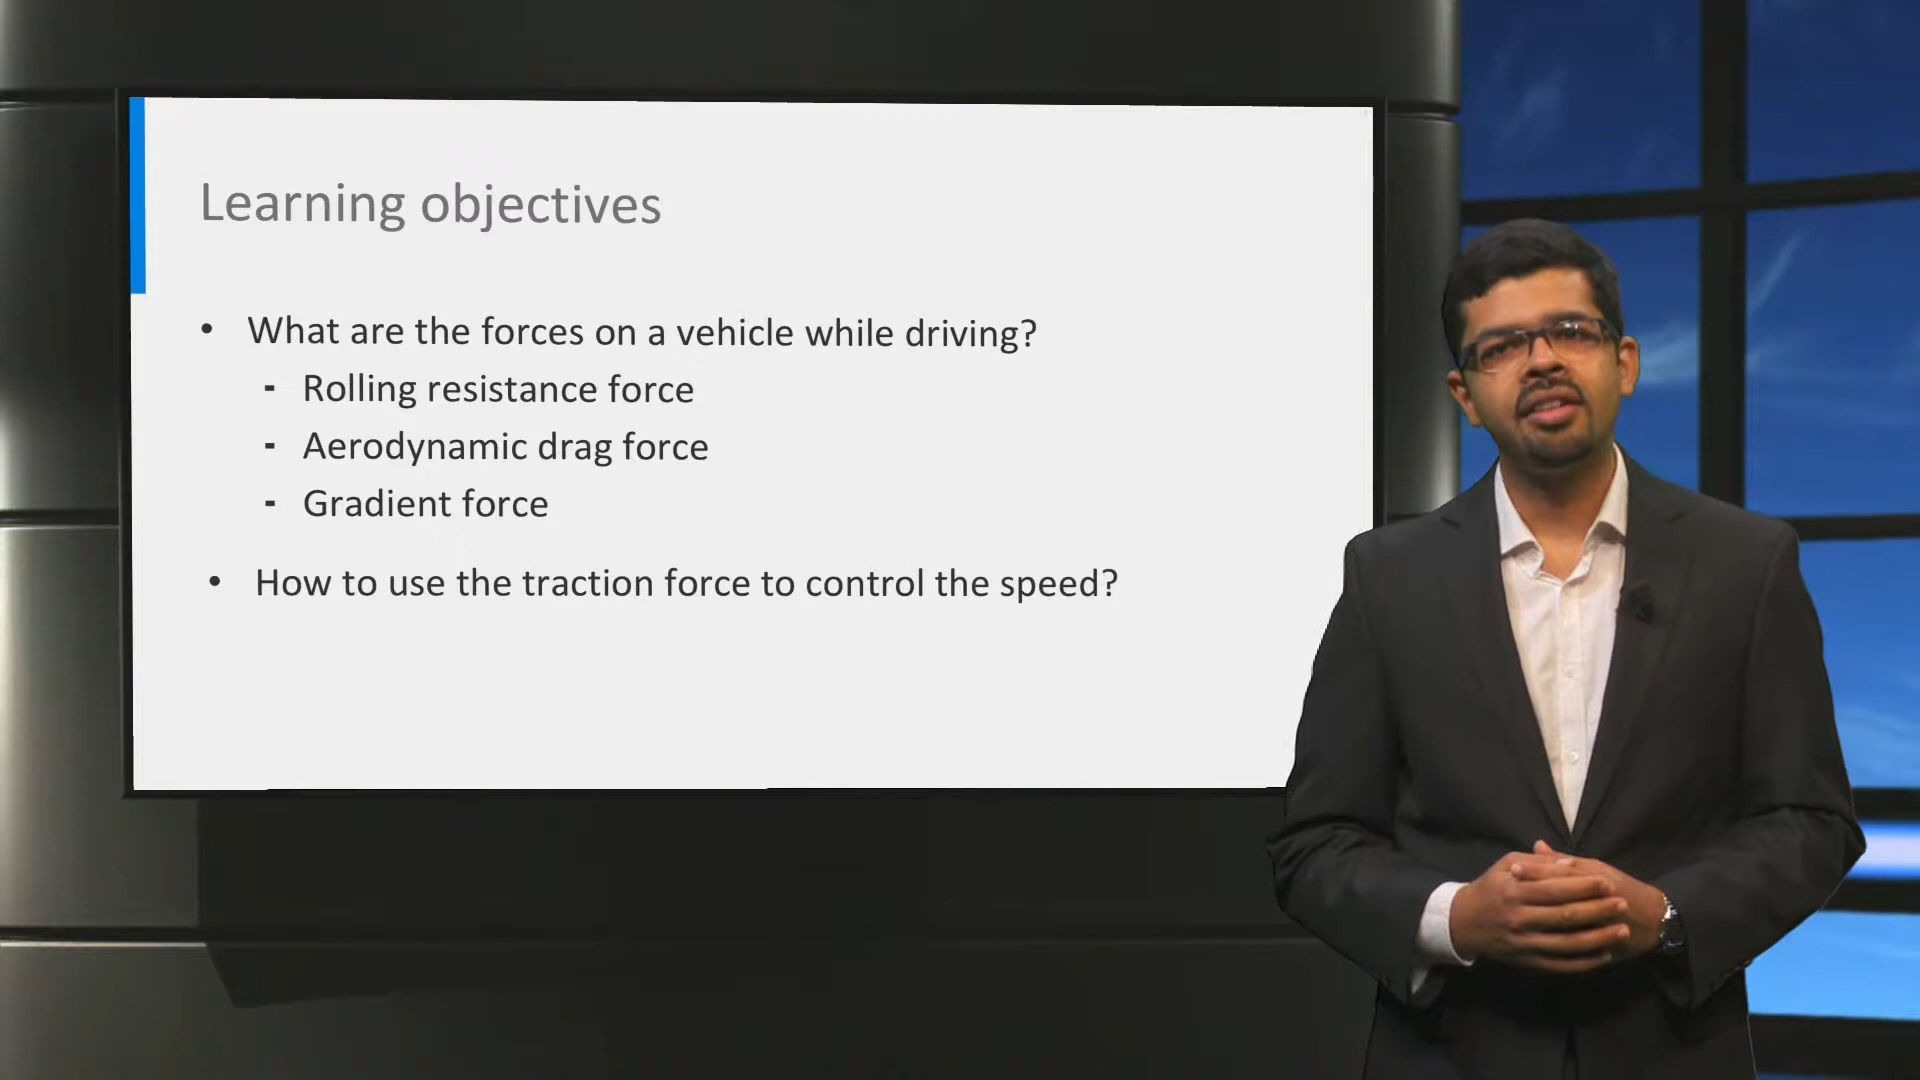 Learning objectives
• What are the forces on a vehicle while driving?
- Rolling resistance force
- Aerodynamic drag force
- Gradient force
• How to use the traction force to control the speed?